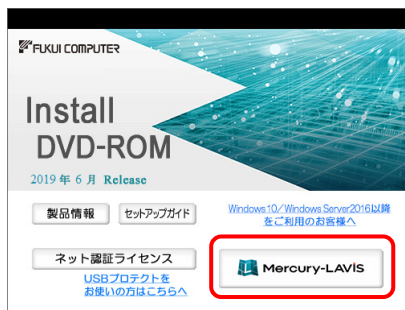 FUKUI COMPUTER
Install
DVD-ROM
2019 年 6 月 Release
製品情報
セットアップガイド
Windows10/Windows Server2016以降
をご利用のお客様へ
ネット認証ライセンス
USBプロテクトを
お使いの方はこちらへ
Mercury-LAVIS